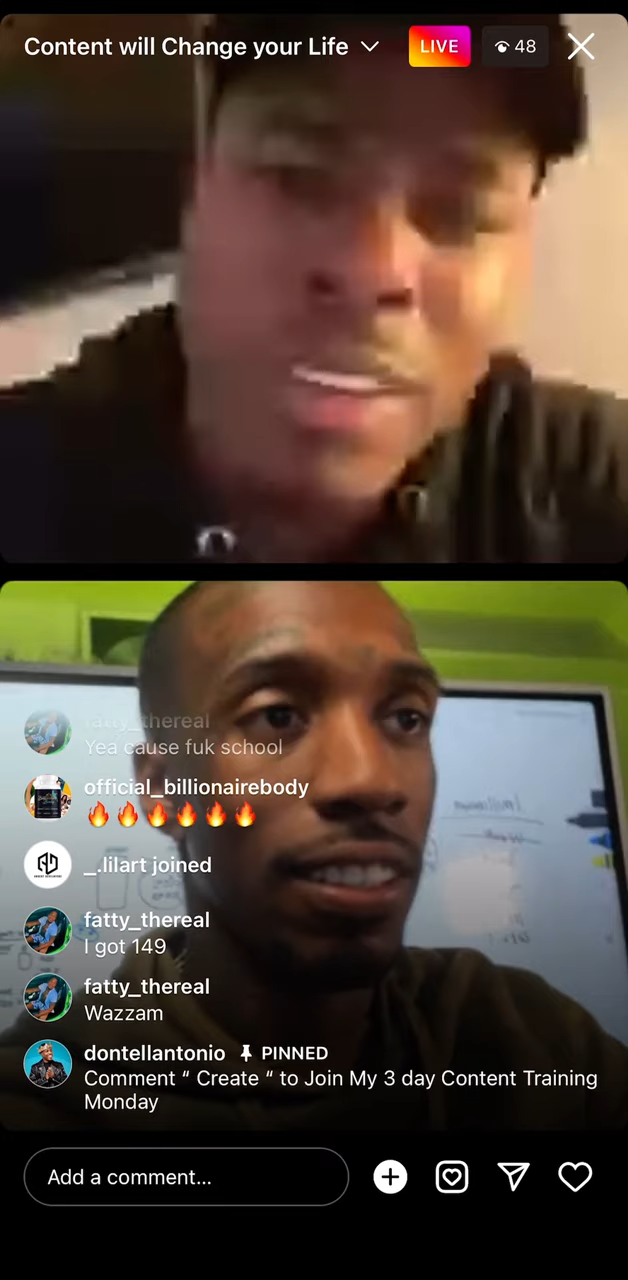 Content will Change your Life
LIVE
48
fatty_thereal
Yea cause fuk school
official_billionairebody
🔥🔥🔥🔥🔥🔥
_.lilart joined
fatty_thereal
I got 149
fatty_thereal
Wazzam
dontellantonio PINNED
Comment “ Create “ to Join My 3 day Content Training
Monday
Add a comment...